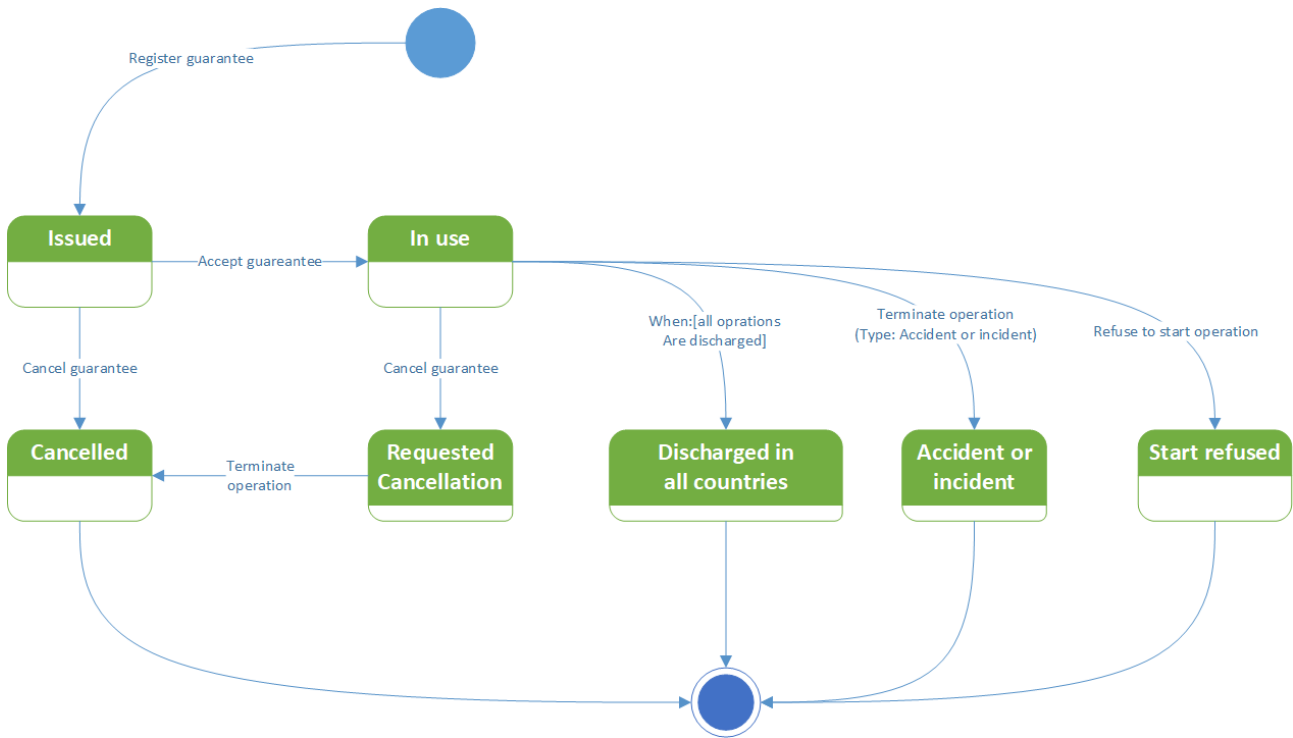 Register guarantee
Issued
In use
Accept guareantee
When:[all oprations
Are discharged]
Terminate operation
(Type: Accident or incident)
Refuse to start operation
Cancel guarantee
Cancel guarantee
Cancelled
Requested
Cancellation
Discharged in
all countries
Accident or
incident
Start refused
Terminate
operation